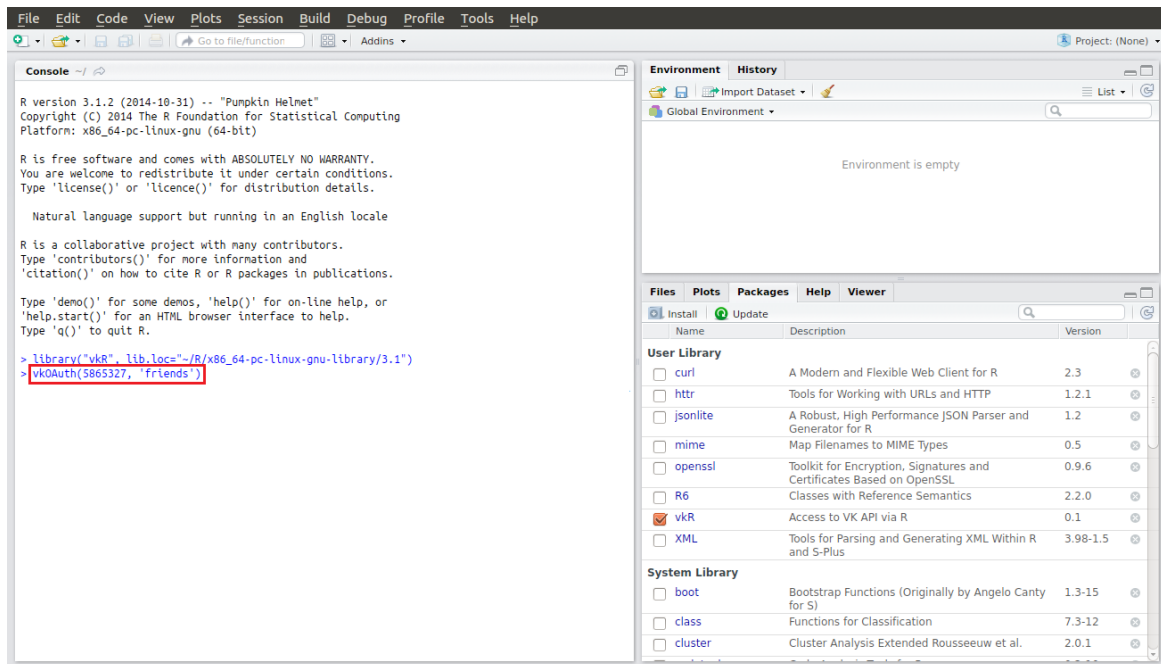 File Edit Code View Plots Session Build Debug Profile Tools Help
Go to file/function Addins Project: (None)
Console ~/
R version 3.1.2 (2014-10-31) -- "Pumpkin Helmet"
Copyright (C) 2014 The R Foundation for Statistical Computing
Platform: x86_64-pc-linux-gnu (64-bit)
R is free software and comes with ABSOLUTELY NO WARRANTY.
You are welcome to redistribute it under certain conditions.
Type 'license()' or 'licence()' for distribution details.
Natural language support but running in an English locale
R is a collaborative project with many contributors.
Type 'contributors()' for more information and
'citation()' on how to cite R or R packages in publications.
Type 'demo()' for some demos, 'help()' for on-line help, or
'help.start()' for an HTML browser interface to help.
Type 'q()' to quit R.
> library("vkR", lib.loc="~/R/x86_64-pc-linux-gnu-library/3.1")
> vkOAuth(5865327, 'friends')
Environment History
Import Dataset List
Global Environment
Environment is empty
Files Plots Packages Help Viewer
Install Update
Name Description Version
User Library
curl A Modern and Flexible Web Client for R 2.3
httr Tools for Working with URLs and HTTP 1.2.1
jsonlite A Robust, High Performance JSON Parser and 1.2
Generator for R
mime Map Filenames to MIME Types 0.5
openssl Toolkit for Encryption, Signatures and 0.9.6
Certificates Based on OpenSSL
R6 Classes with Reference Semantics 2.2.0
vkR Access to VK API via R 0.1
XML Tools for Parsing and Generating XML Within R 3.98-1.5
and S-Plus
System Library
boot Bootstrap Functions (Originally by Angelo Canty 1.3-15
for S)
class Functions for Classification 7.3-12
cluster Cluster Analysis Extended Rousseeuw et al. 2.0.1